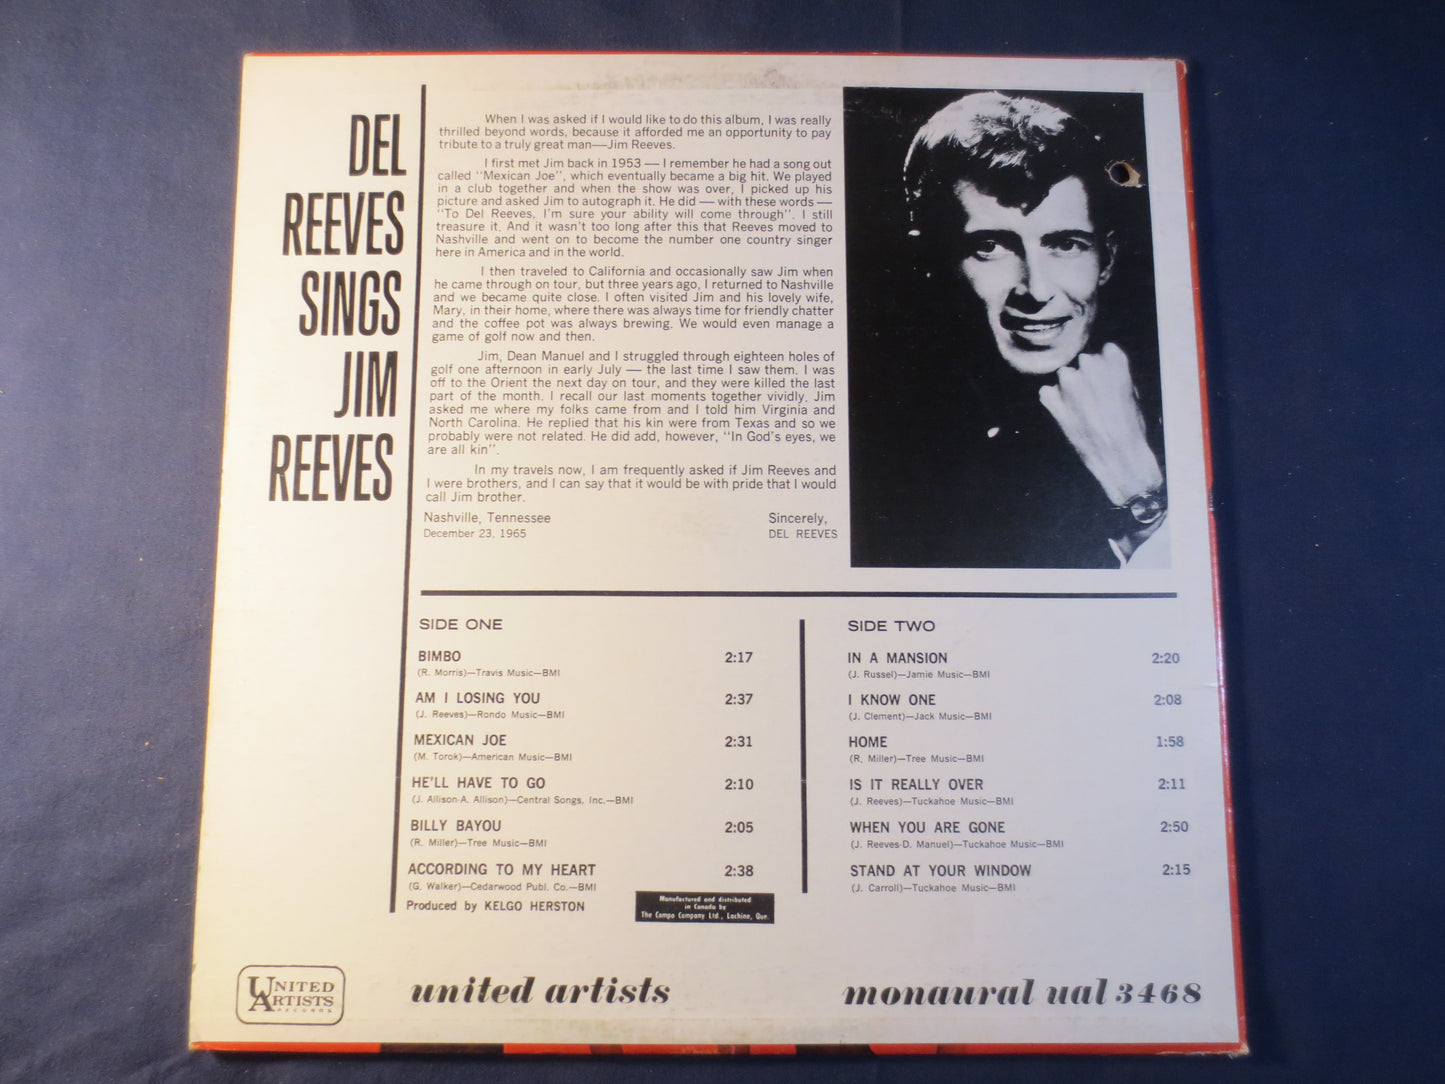 DEL
REEVES
SINGS
JIM
REEVES
When I was asked if I would like to do this album, I was really
thrilled beyond words, because it afforded me an opportunity to pay
tribute to a truly great man—Jim Reeves.
I first met Jim back in 1953 — I remember he had a song out
called "Mexican Joe", which eventually became a big hit. We played
in a club together and when the show was over, I picked up his
picture and asked Jim to autograph it. He did — with these words —
"To Del Reeves, I'm sure your ability will come through". I still
treasure it. And it wasn't too long after this that Reeves moved to
Nashville and went on to become the number one country singer
here in America and in the world.
I then traveled to California and occasionally saw Jim when
he came through on tour, but three years ago, I returned to Nashville
and we became quite close. I often visited Jim and his lovely wife,
Mary, in their home, where there was always time for friendly chatter
and the coffee pot was always brewing. We would even manage a
game of golf now and then.
Jim, Dean Manuel and I struggled through eighteen holes of
golf one afternoon in early July — the last time I saw them. I was
off to the Orient the next day on tour, and they were killed the last
part of the month. I recall our last moments together vividly. Jim
asked me where my folks came from and I told him Virginia and
North Carolina. He replied that his kin were from Texas and so we
probably were not related. He did add, however, "In God's eyes, we
are all kin".
In my travels now, I am frequently asked if Jim Reeves and
I were brothers, and I can say that it would be with pride that I would
call Jim brother.
Nashville, Tennessee Sincerely,
December 23, 1965 DEL REEVES
SIDE ONE
BIMBO 2:17
(R. Morris)—Travis Music—BMI
AM I LOSING YOU 2:37
(J. Reeves)—Rondo Music—BMI
MEXICAN JOE 2:31
(M. Torok)—American Music—BMI
HE'LL HAVE TO GO 2:10
(J. Allison-A. Allison)—Central Songs, Inc.—BMI
BILLY BAYOU 2:05
(R. Miller)—Tree Music—BMI
ACCORDING TO MY HEART 2:38
(G. Walker)—Cedarwood Publ. Co.—BMI
Produced by KELGO HERSTON
Manufactured and distributed
in Canada by
The Compo Company Ltd., Lachine, Que.
SIDE TWO
IN A MANSION 2:20
(J. Russel)—Jamie Music—BMI
I KNOW ONE 2:08
(J. Clement)—Jack Music—BMI
HOME 1:58
(R. Miller)—Tree Music—BMI
IS IT REALLY OVER 2:11
(J. Reeves)—Tuckahoe Music—BMI
WHEN YOU ARE GONE 2:50
(J. Reeves-D. Manuel)—Tuckahoe Music—BMI
STAND AT YOUR WINDOW 2:15
(J. Carroll)—Tuckahoe Music—BMI
UNITED
ARTISTS
RECORDS
united artists
monaural ual 3468